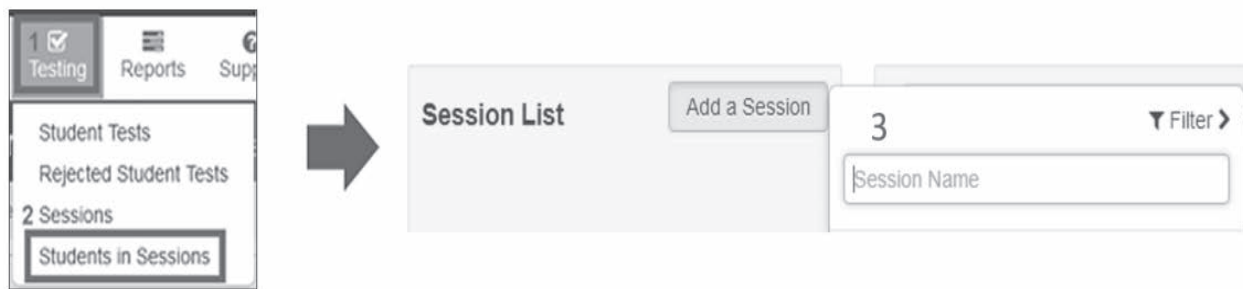 1
Testing Reports Supp
Student Tests
Rejected Student Tests
2 Sessions
Students in Sessions
Session List
Add a Session
3
Filter
Session Name